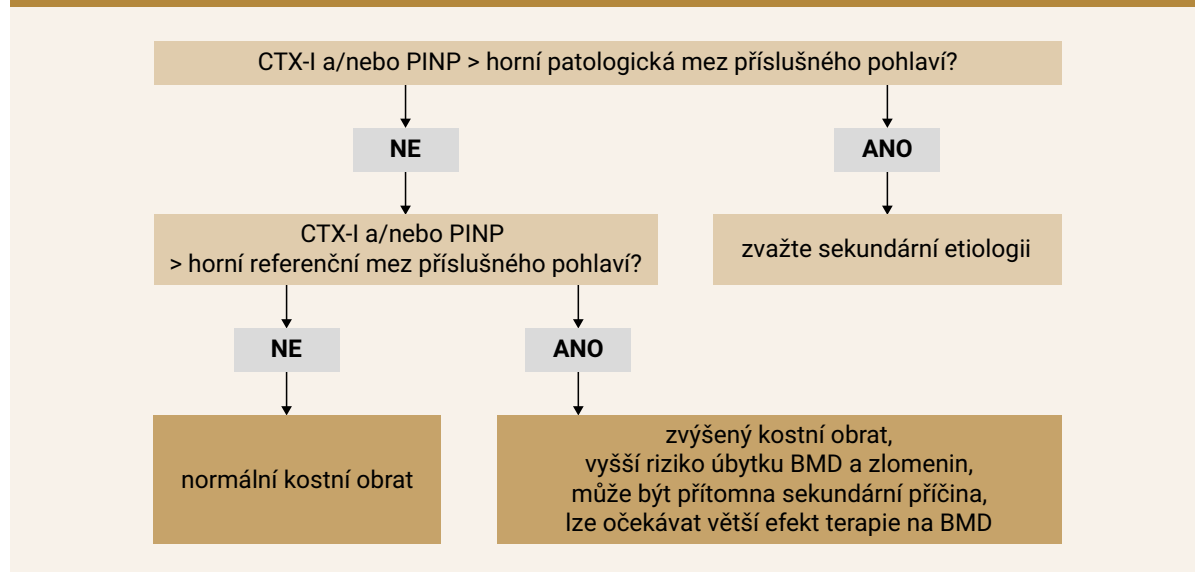 CTX-I a/nebo PINP > horní patologická mez příslušného pohlaví?
NE
ANO
CTX-I a/nebo PINP
> horní referenční mez příslušného pohlaví?
zvažte sekundární etiologii
NE
ANO
normální kostní obrat
zvýšený kostní obrat,
vyšší riziko úbytku BMD a zlomenin,
může být přítomna sekundární příčina,
lze očekávat větší efekt terapie na BMD